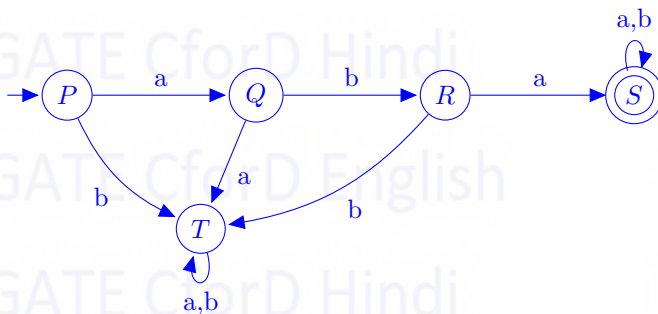 GATE CforD Hindi
a,b
P a Q b R a S
GATE CforD English
b a b
T
GATE CforD Hindi
a,b